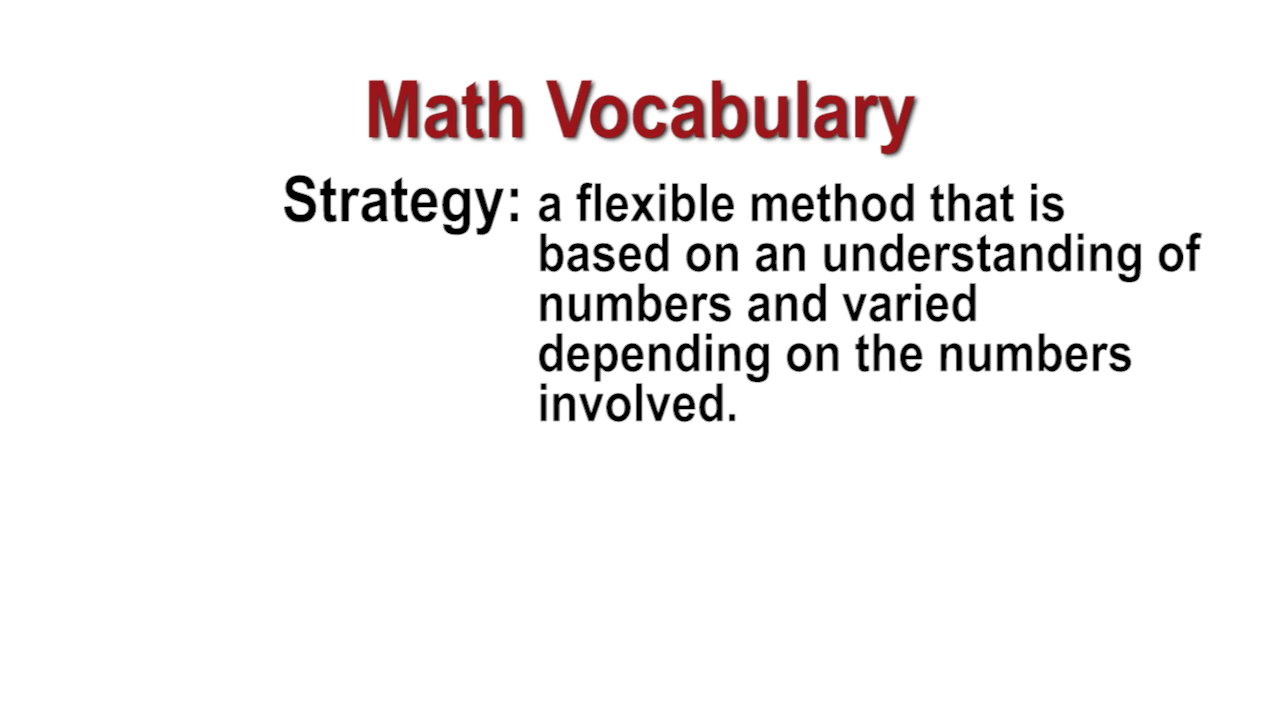 Math Vocabulary
Strategy: a flexible method that is
based on an understanding of
numbers and varied
depending on the numbers
involved.